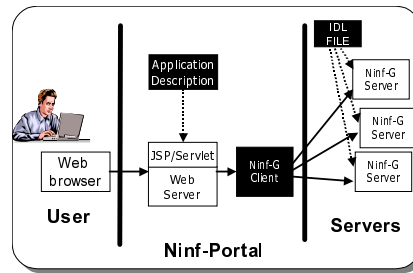 IDL
FILE
Application
Description
Ninf-G
Server
Ninf-G
Server
Ninf-G
Server
Web
browser
JSP/Servlet
Web
Server
Ninf-G
Client
User
Servers
Ninf-Portal